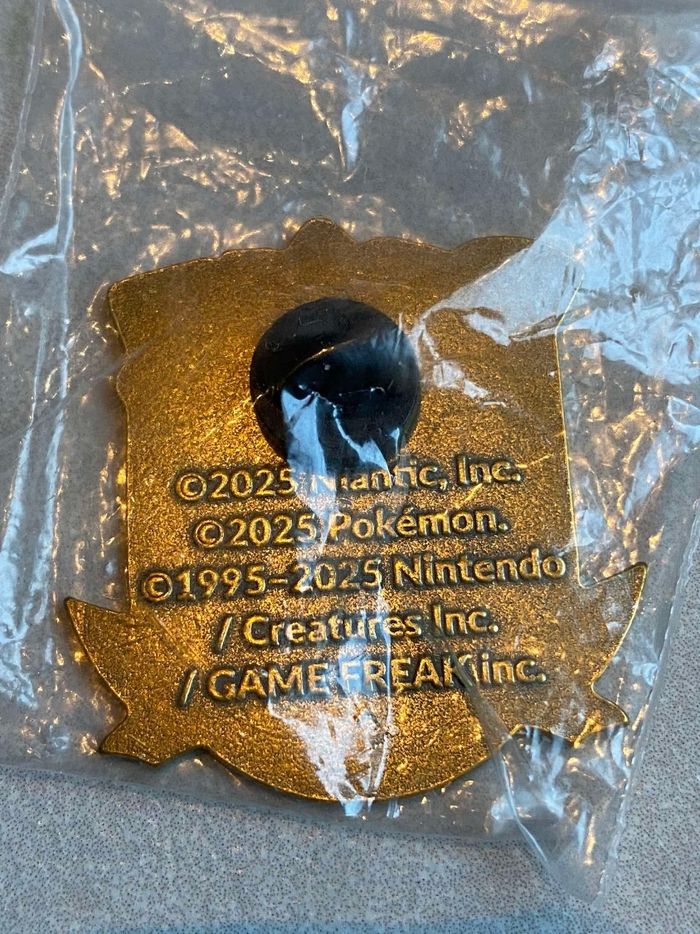 ©2025 Niantic, Inc.
©2025 Pokémon.
©1995–2025 Nintendo
/ Creatures Inc.
/ GAME FREAK inc.